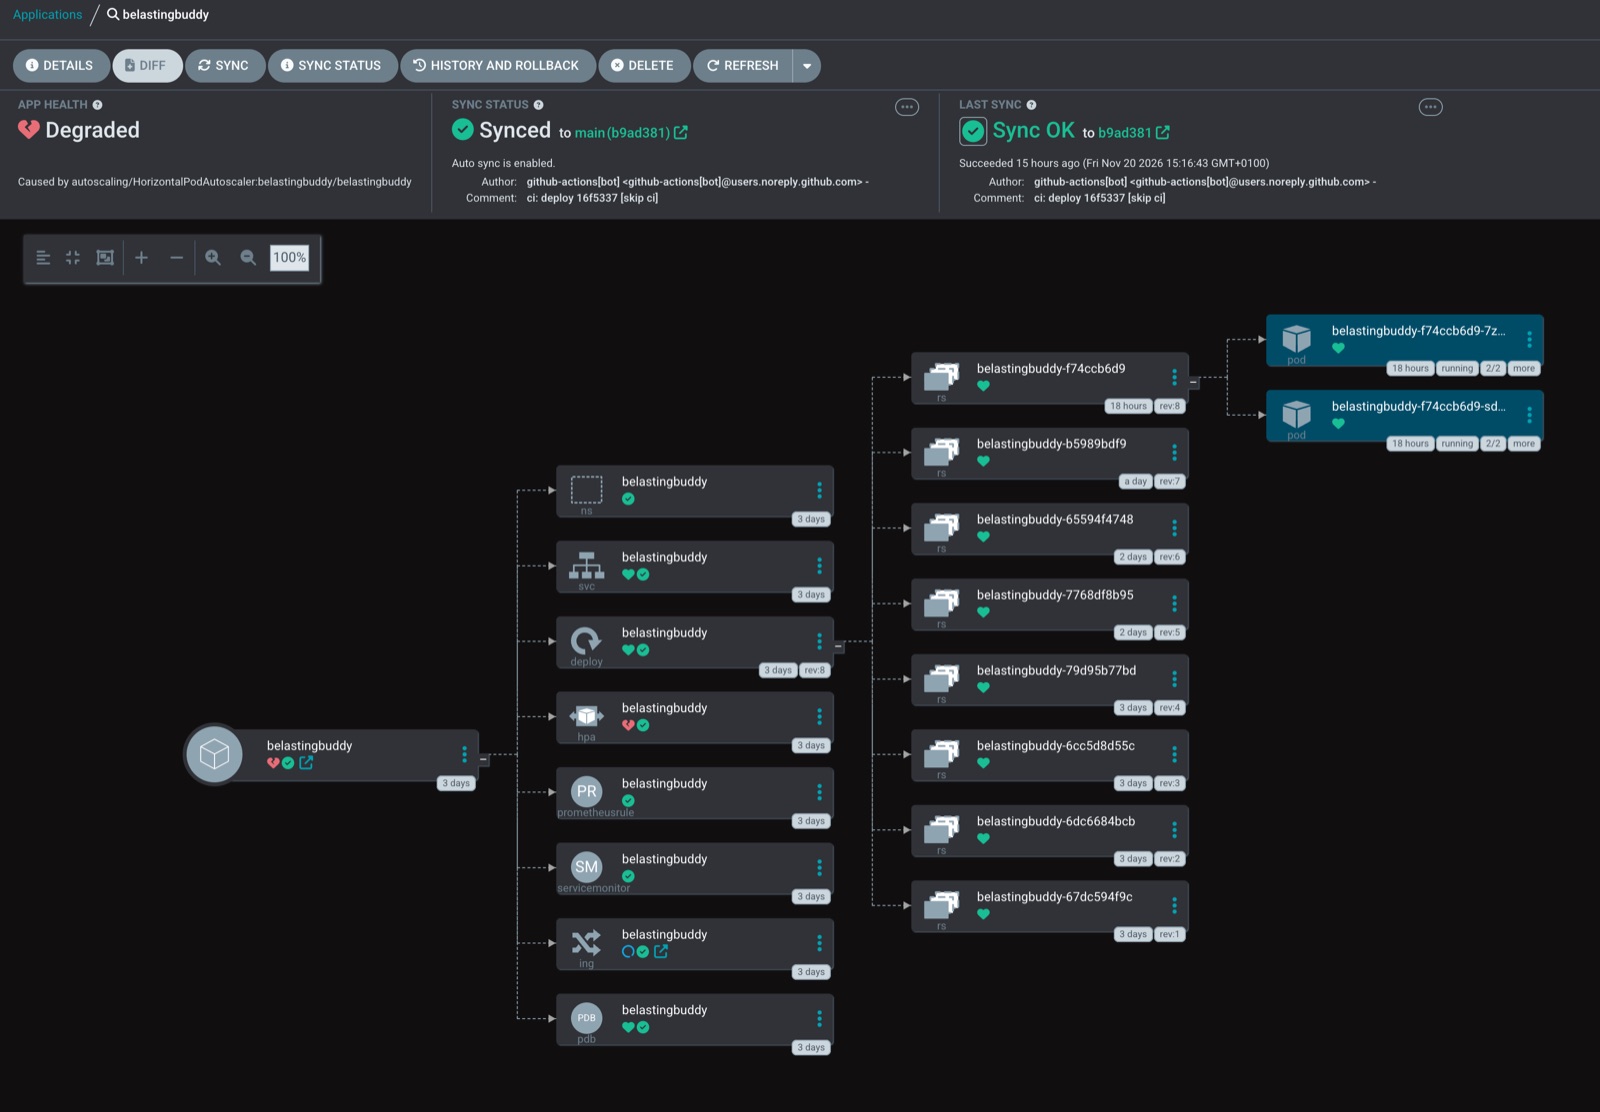 Applications / belastingbuddy
DETAILS DIFF SYNC SYNC STATUS HISTORY AND ROLLBACK DELETE REFRESH
APP HEALTH
Degraded
Caused by autoscaling/HorizontalPodAutoscaler:belastingbuddy/belastingbuddy
SYNC STATUS
Synced to main (b9ad381)
Auto sync is enabled.
Author: github-actions[bot] <github-actions[bot]@users.noreply.github.com> -
Comment: ci: deploy 16f5337 [skip ci]
LAST SYNC
Sync OK to b9ad381
Succeeded 15 hours ago (Fri Nov 20 2026 15:16:43 GMT+0100)
Author: github-actions[bot] <github-actions[bot]@users.noreply.github.com> -
Comment: ci: deploy 16f5337 [skip ci]
100%
belastingbuddy
3 days
belastingbuddy
ns
3 days
belastingbuddy
svc
3 days
belastingbuddy
deploy
3 days rev:8
belastingbuddy
hpa
3 days
PR
belastingbuddy
prometheusrule
3 days
SM
belastingbuddy
servicemonitor
3 days
belastingbuddy
ing
3 days
PDB
belastingbuddy
pdb
3 days
belastingbuddy-f74ccb6d9
rs
18 hours rev:8
belastingbuddy-b5989bdf9
rs
a day rev:7
belastingbuddy-65594f4748
rs
2 days rev:6
belastingbuddy-7768df8b95
rs
2 days rev:5
belastingbuddy-79d95b77bd
rs
3 days rev:4
belastingbuddy-6cc5d8d55c
rs
3 days rev:3
belastingbuddy-6dc6684bcb
rs
3 days rev:2
belastingbuddy-67dc594f9c
rs
3 days rev:1
belastingbuddy-f74ccb6d9-7z...
pod
18 hours running 2/2 more
belastingbuddy-f74ccb6d9-sd...
pod
18 hours running 2/2 more